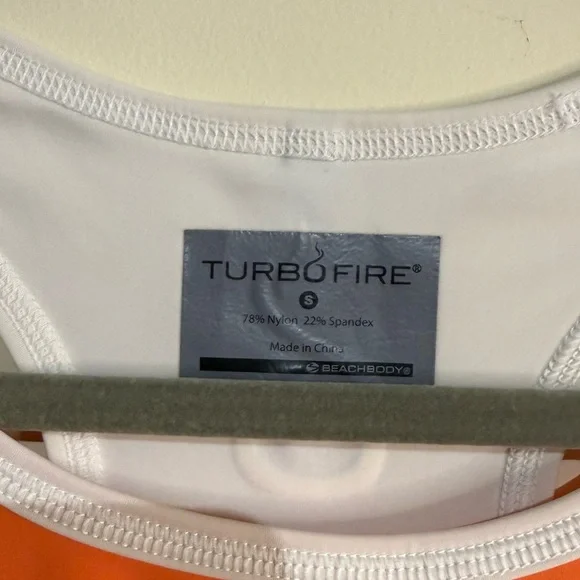 TURBOFIRE®
S
78% Nylon 22% Spandex
Made in China
BEACHBODY®